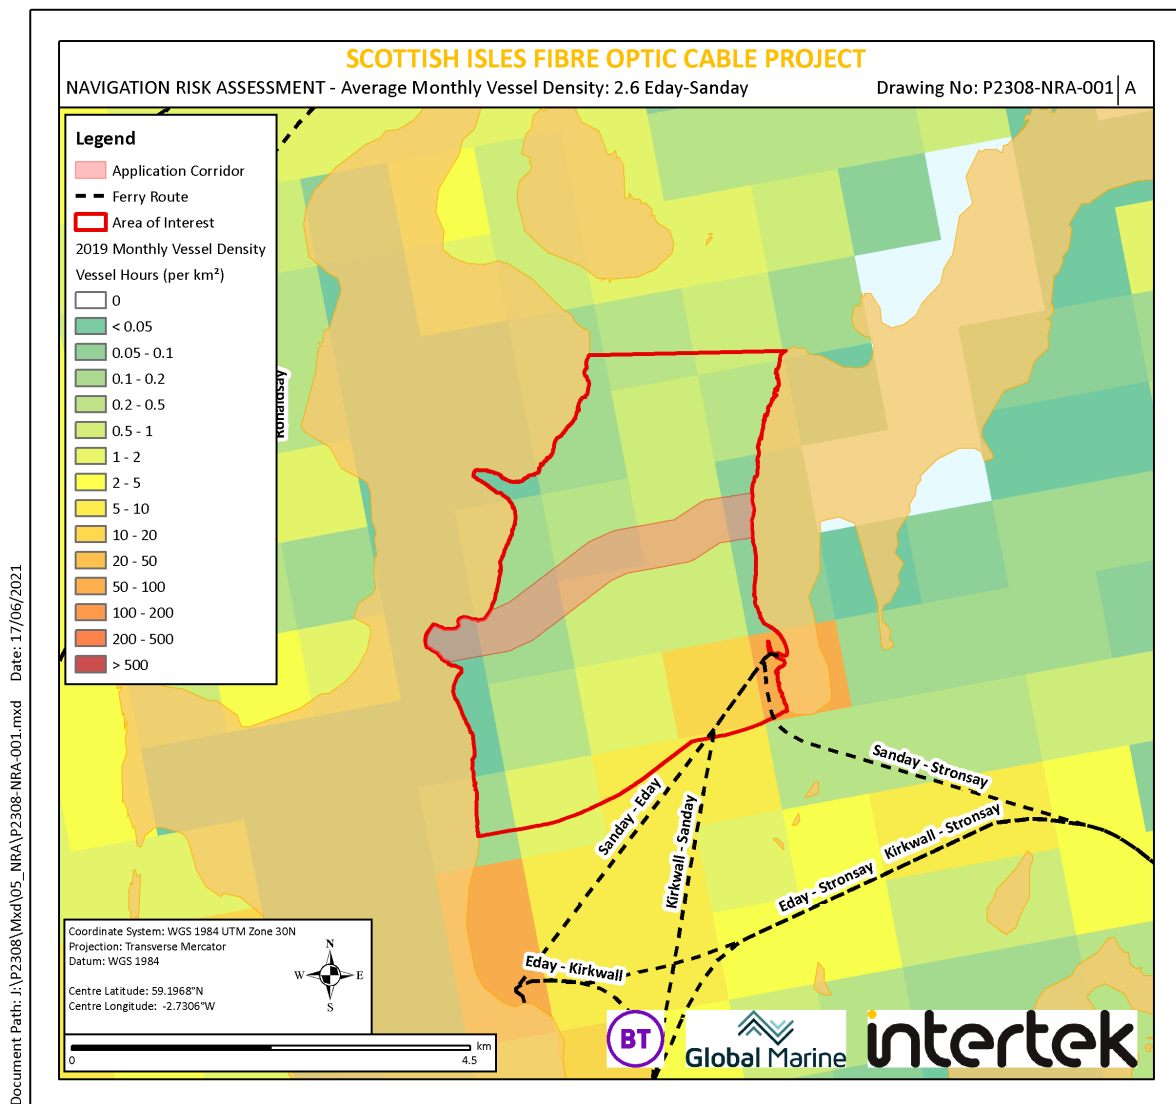 SCOTTISH ISLES FIBRE OPTIC CABLE PROJECT
NAVIGATION RISK ASSESSMENT - Average Monthly Vessel Density: 2.6 Eday-Sanday
Drawing No: P2308-NRA-001 A
Legend
Application Corridor
Ferry Route
Area of Interest
2019 Monthly Vessel Density
Vessel Hours (per km²)
0
< 0.05
0.05 - 0.1
0.1 - 0.2
0.2 - 0.5
0.5 - 1
1 - 2
2 - 5
5 - 10
10 - 20
20 - 50
50 - 100
100 - 200
200 - 500
> 500
Ronaldsay
Sanday - Stronsay
Sanday - Eday
Kirkwall - Sanday
Kirkwall - Stronsay
Eday - Stronsay
Eday - Kirkwall
Coordinate System: WGS 1984 UTM Zone 30N
Projection: Transverse Mercator
Datum: WGS 1984
Centre Latitude: 59.1968°N
Centre Longitude: -2.7306°W
N
W
E
S
km
0
4.5
BT
Global Marine
intertek
Document Path: J:\P2308\Mxd\05_NRA\P2308-NRA-001.mxd Date: 17/06/2021